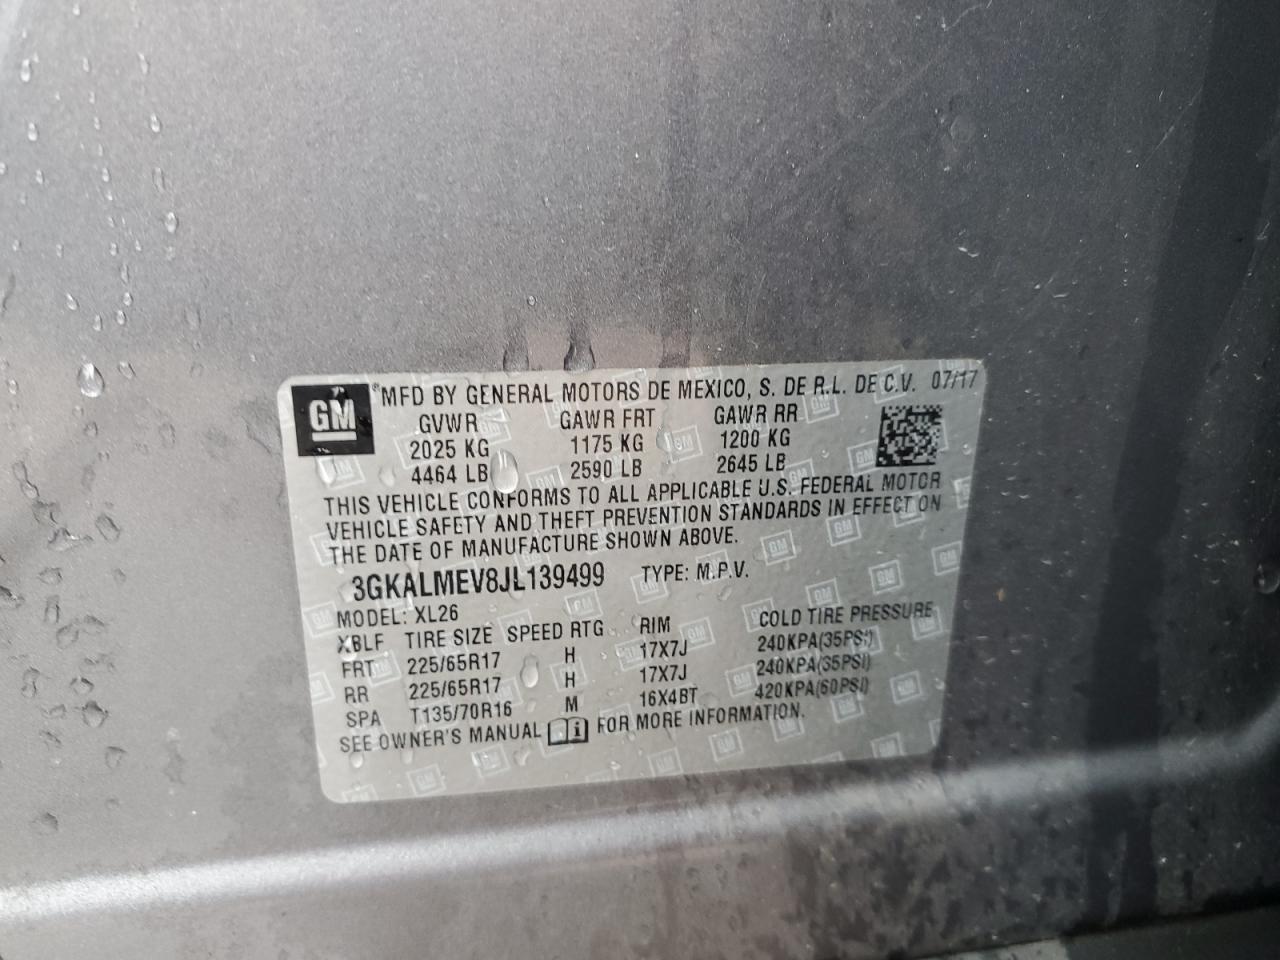 GM
®MFD BY GENERAL MOTORS DE MEXICO, S. DE R.L. DE C.V. 07/17
GVWR GAWR FRT GAWR RR
2025 KG 1175 KG 1200 KG
4464 LB 2590 LB 2645 LB
THIS VEHICLE CONFORMS TO ALL APPLICABLE U.S. FEDERAL MOTOR
VEHICLE SAFETY AND THEFT PREVENTION STANDARDS IN EFFECT ON
THE DATE OF MANUFACTURE SHOWN ABOVE.
3GKALMEV8JL139499 TYPE: M.P.V.
MODEL: XL26
XBLF TIRE SIZE SPEED RTG RIM COLD TIRE PRESSURE
FRT 225/65R17 H 17X7J 240KPA(35PSI)
RR 225/65R17 H 17X7J 240KPA(35PSI)
SPA T135/70R16 M 16X4BT 420KPA(60PSI)
SEE OWNER'S MANUAL i FOR MORE INFORMATION.